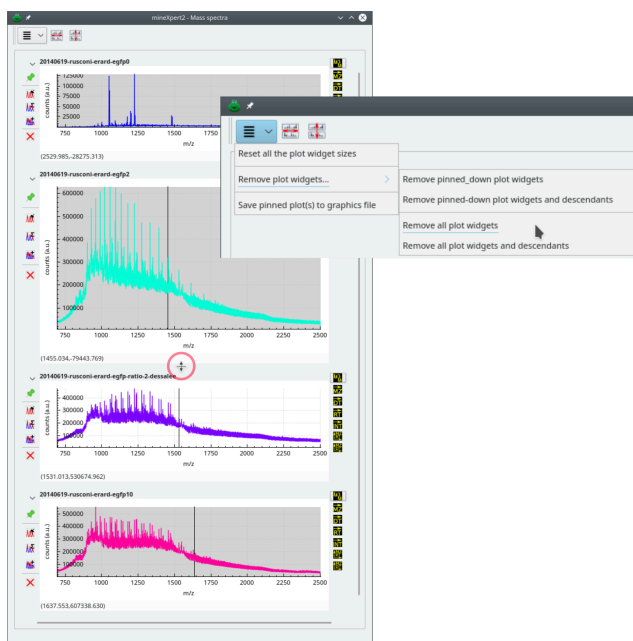 mineXpert2 - Mass spectra
20140619-rusconi-erard-egfp0
counts (a.u.)
125000
100000
75000
50000
25000
750 1000 1250 1500
m/z
(2529.985,-28275.313)
Reset all the plot widget sizes
Remove plot widgets...
Save pinned plot(s) to graphics file
Remove pinned_down plot widgets
Remove pinned-down plot widgets and descendants
Remove all plot widgets
Remove all plot widgets and descendants
20140619-rusconi-erard-egfp2
counts (a.u.)
600000
500000
400000
300000
200000
100000
750 1000 1250 1500 1750 2000 2250 2500
m/z
(1455.034,-79443.769)
20140619-rusconi-erard-egfp-ratio-2-dessalee
counts (a.u.)
400000
300000
200000
100000
750 1000 1250 1500 1750 2000 2250 2500
m/z
(1531.013,530674.962)
20140619-rusconi-erard-egfp10
counts (a.u.)
500000
400000
300000
200000
100000
750 1000 1250 1500 1750 2000 2250 2500
m/z
(1637.553,607338.630)